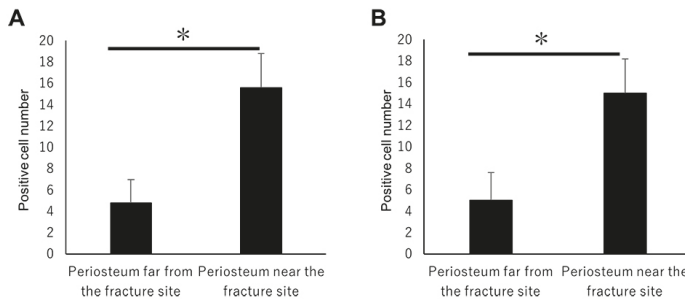 A
*
20
18
16
14
12
10
8
6
4
2
0
Positive cell number
Periosteum far from
the fracture site
Periosteum near the
fracture site
B
*
20
18
16
14
12
10
8
6
4
2
0
Positive cell number
Periosteum far from
the fracture site
Periosteum near the
fracture site